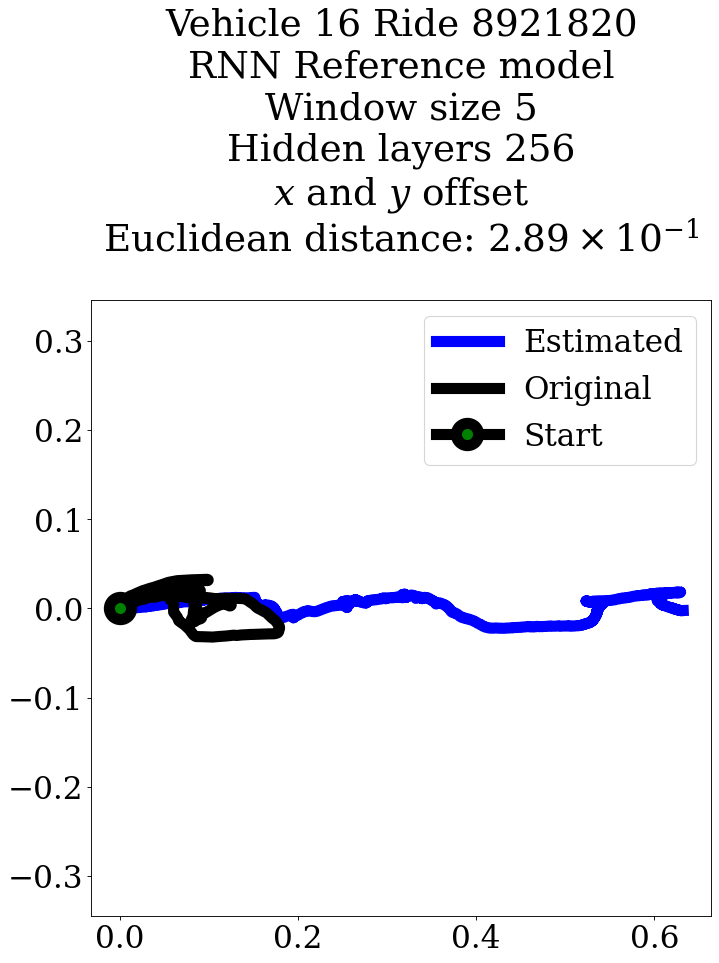 Vehicle 16 Ride 8921820
RNN Reference model
Window size 5
Hidden layers 256
x and y offset
Euclidean distance: 2.89 × 10⁻¹
Estimated
Original
Start
0.3
0.2
0.1
0.0
−0.1
−0.2
−0.3
0.0 0.2 0.4 0.6